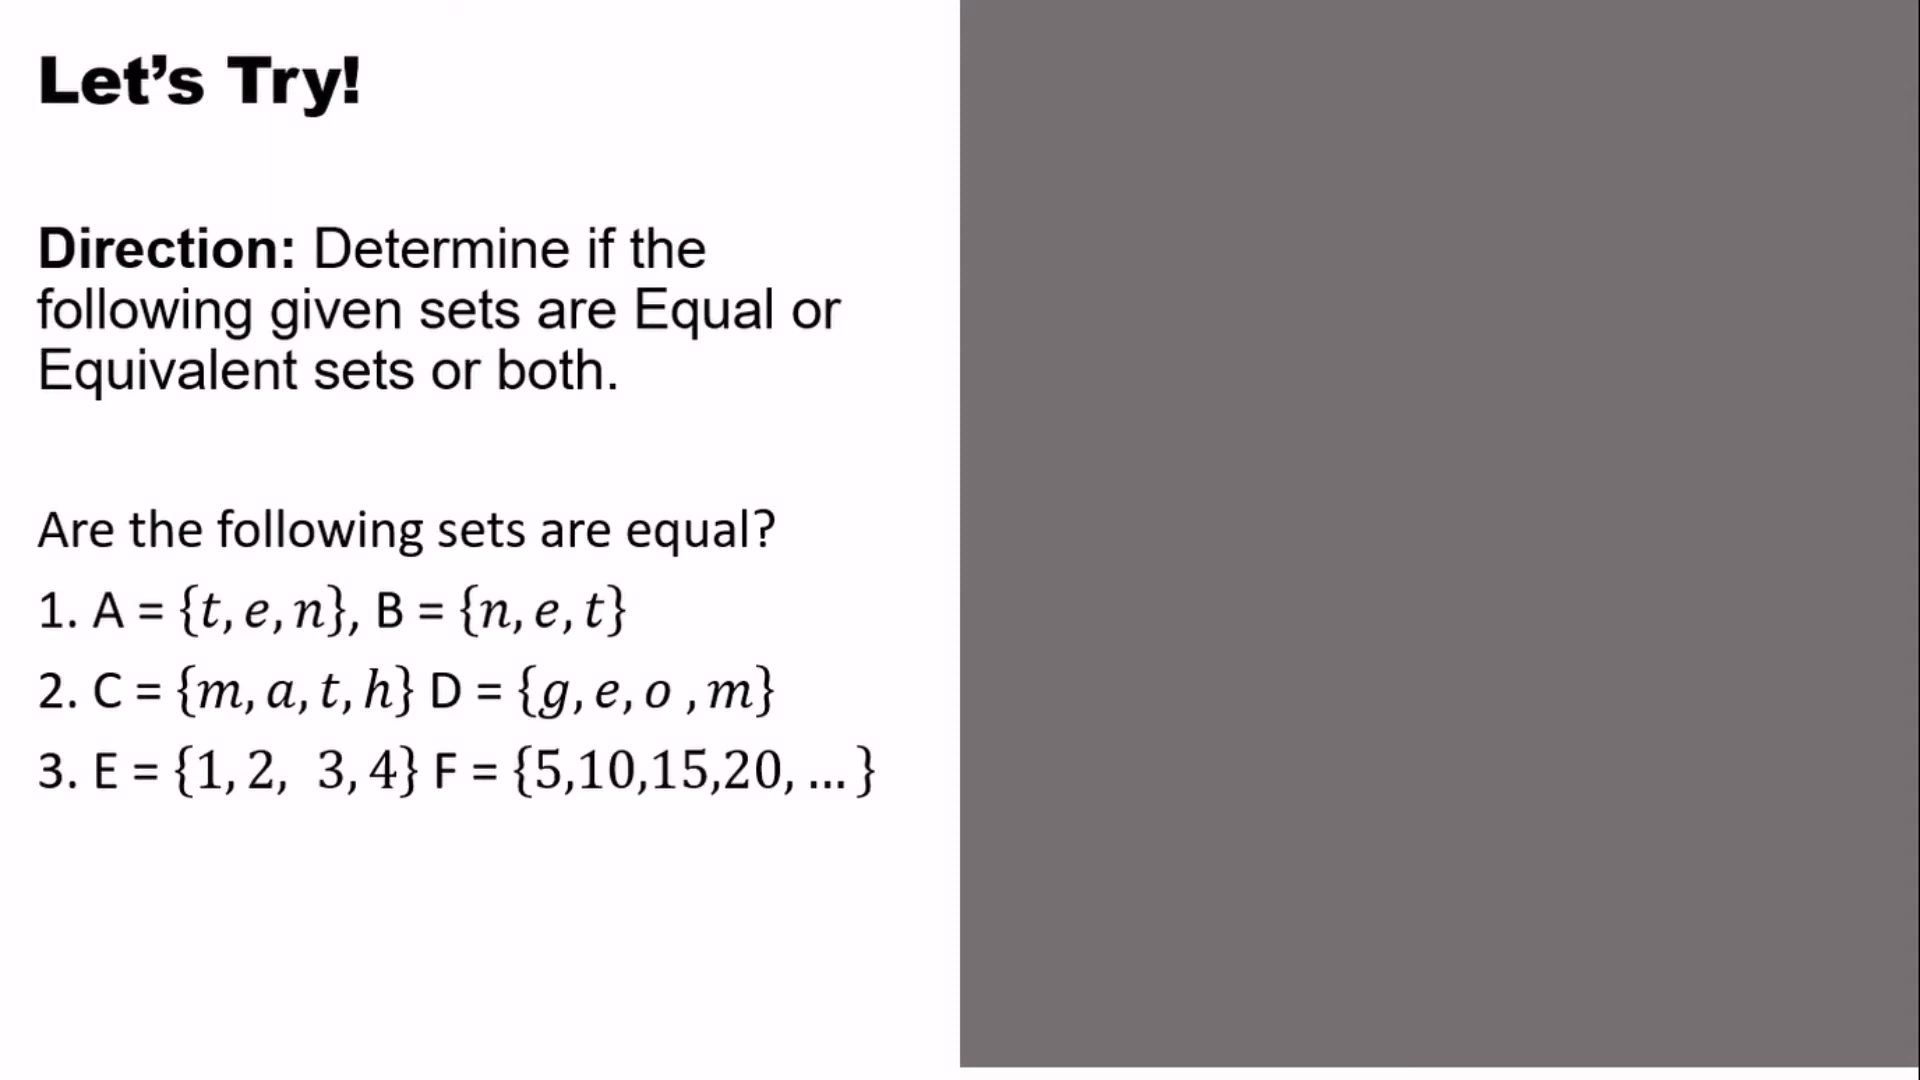 Let’s Try!
Direction: Determine if the
following given sets are Equal or
Equivalent sets or both.
Are the following sets are equal?
1. A = {t, e, n}, B = {n, e, t}
2. C = {m, a, t, h} D = {g, e, o , m}
3. E = {1, 2,  3, 4} F = {5,10,15,20, … }